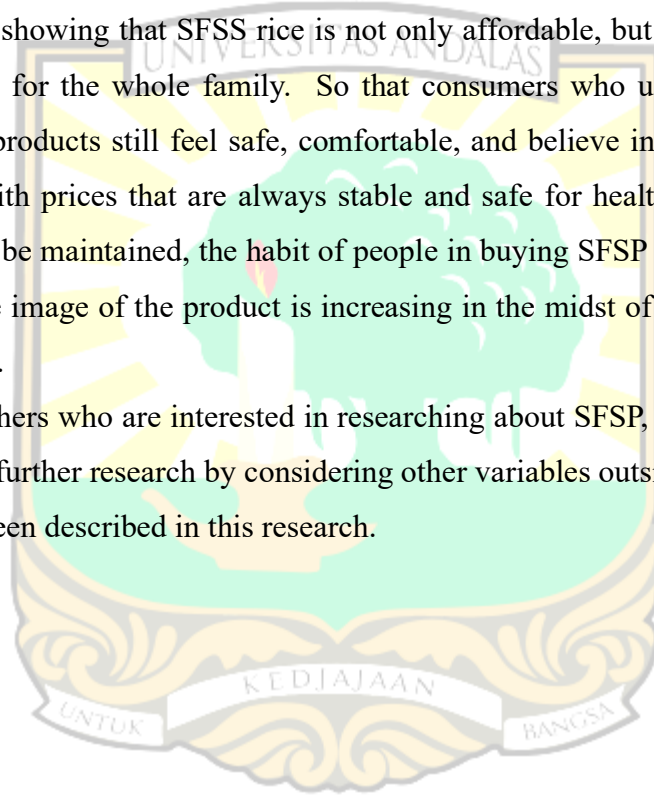 showing that SFSS rice is not only affordable, but
UNIVERSITAS ANDALAS
for the whole family. So that consumers who u
products still feel safe, comfortable, and believe in
ith prices that are always stable and safe for healt
be maintained, the habit of people in buying SFSP
e image of the product is increasing in the midst of
.
hers who are interested in researching about SFSP,
further research by considering other variables outs
een described in this research.
KEDJAJAAN
UNTUK BANGSA